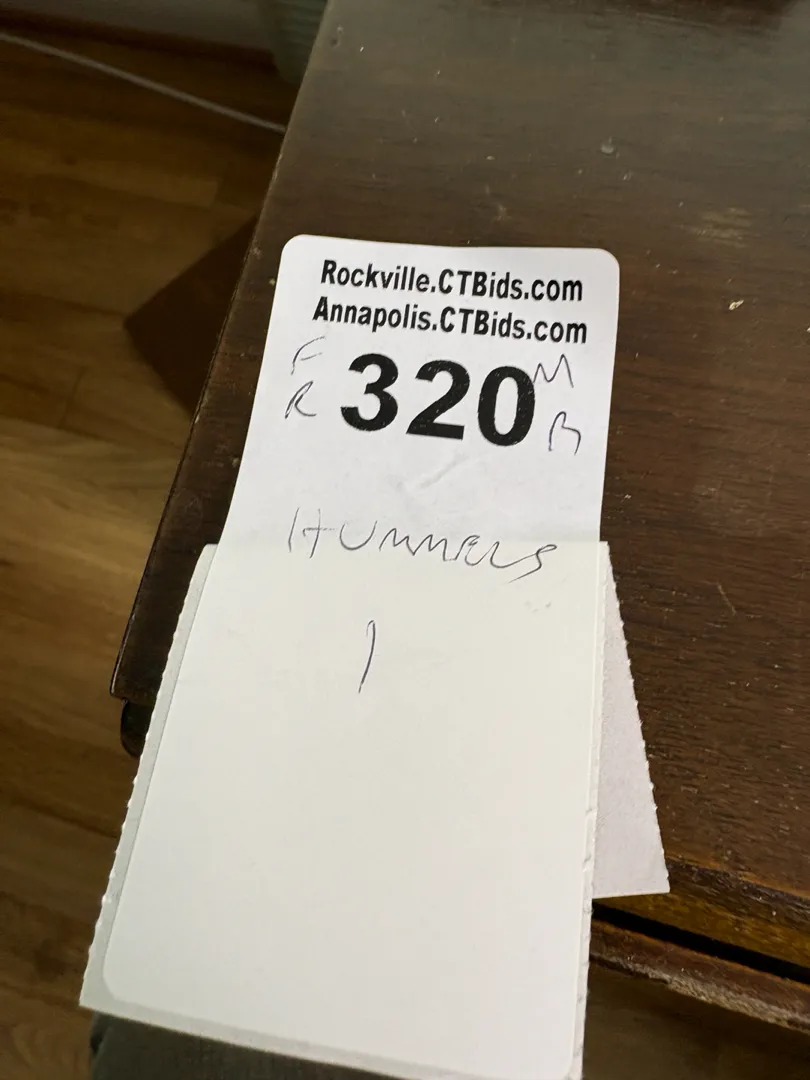 Rockville.CTBids.com
Annapolis.CTBids.com
F 320 M
R B
HUMMELS
1